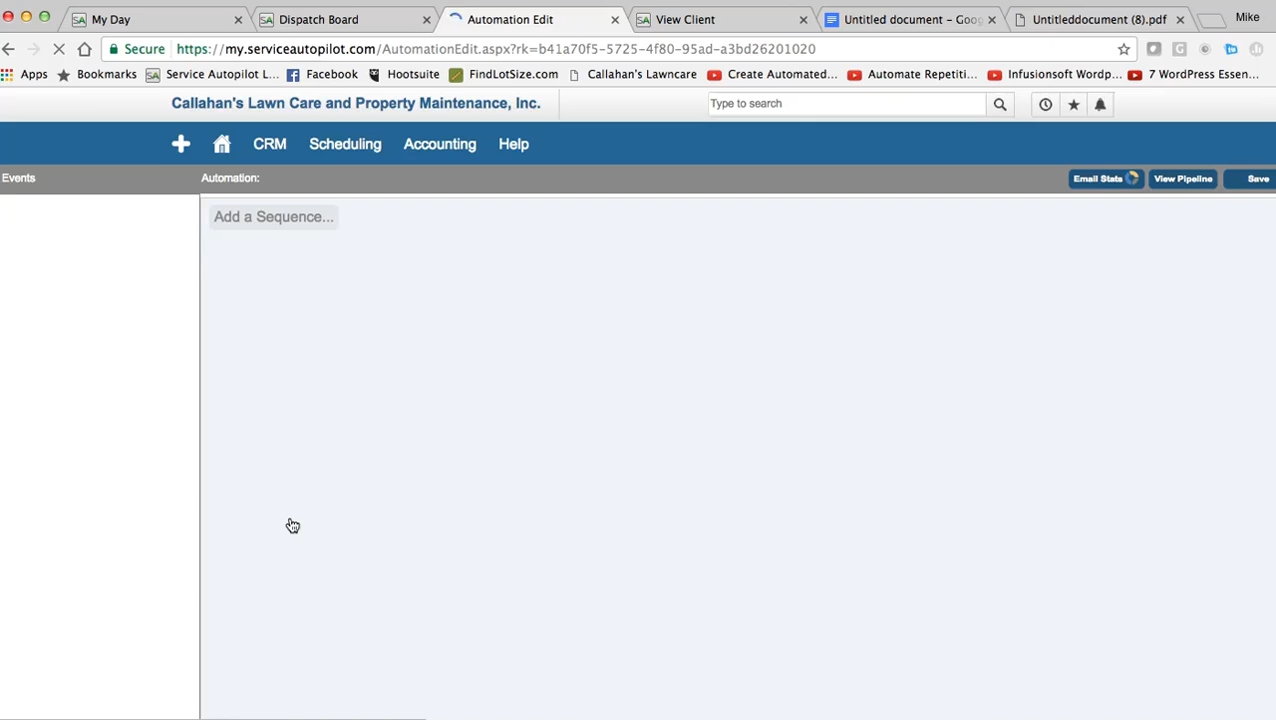 My Day
Dispatch Board
Automation Edit
View Client
Untitled document - Goog
Untitleddocument (8).pdf
Mike
Secure
https://my.serviceautopilot.com/AutomationEdit.aspx?rk=b41a70f5-5725-4f80-95ad-a3bd26201020
Apps
Bookmarks
Service Autopilot L...
Facebook
Hootsuite
FindLotSize.com
Callahan's Lawncare
Create Automated...
Automate Repetiti...
Infusionsoft Wordp...
7 WordPress Essen...
Callahan's Lawn Care and Property Maintenance, Inc.
Type to search
CRM
Scheduling
Accounting
Help
Events
Automation:
Email Stats
View Pipeline
Save
Add a Sequence...